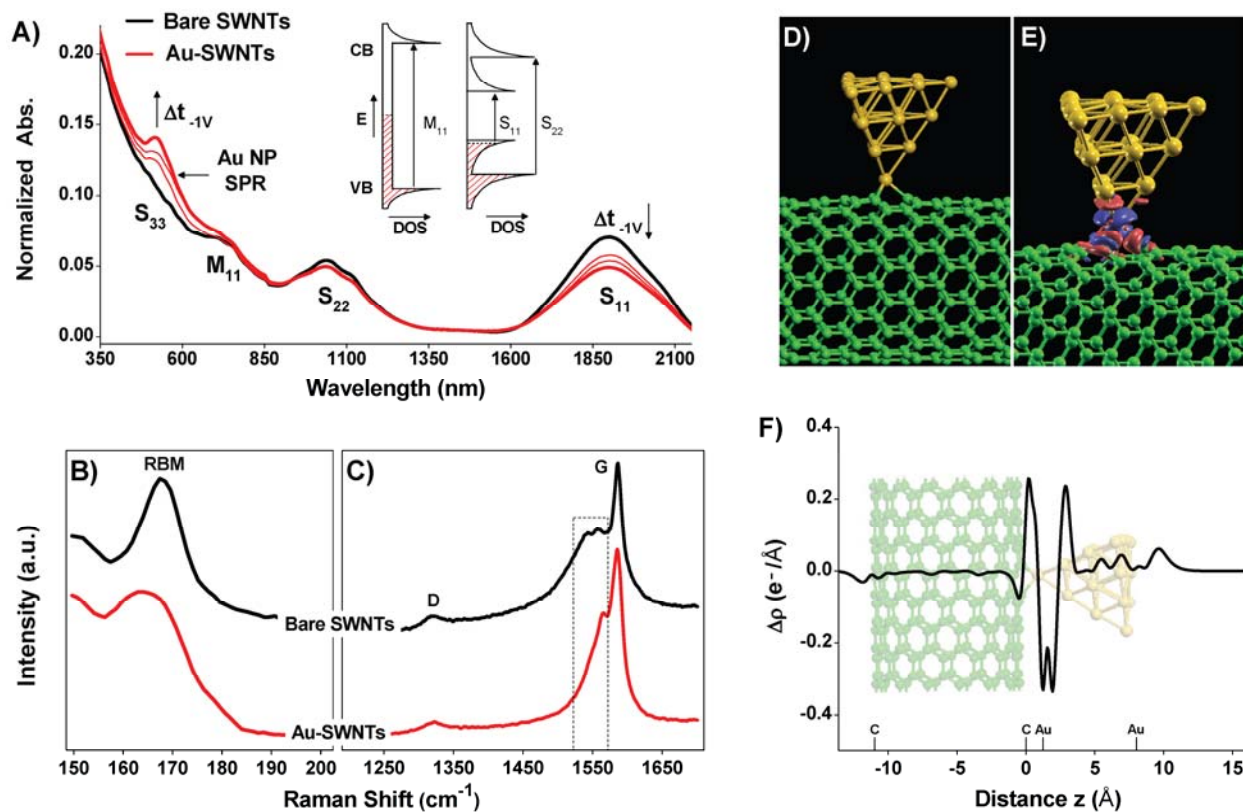 A)
Bare SWNTs
Au-SWNTs
0.20
0.15
0.10
0.05
0.00
Normalized Abs.
Δt -1V
Au NP
SPR
S33
M11
S22
S11
Δt -1V
CB
E
VB
M11
S11
S22
DOS
DOS
350 600 850 1100 1350 1600 1850 2100
Wavelength (nm)
D)
E)
B)
RBM
C)
G
D
Bare SWNTs
Au-SWNTs
Intensity (a.u.)
150 160 170 180 190 200
1250 1350 1450 1550 1650
Raman Shift (cm-1)
F)
0.4
0.2
0.0
-0.2
-0.4
Δρ (e-/Å)
C
C
Au
Au
-10 -5 0 5 10 15
Distance z (Å)